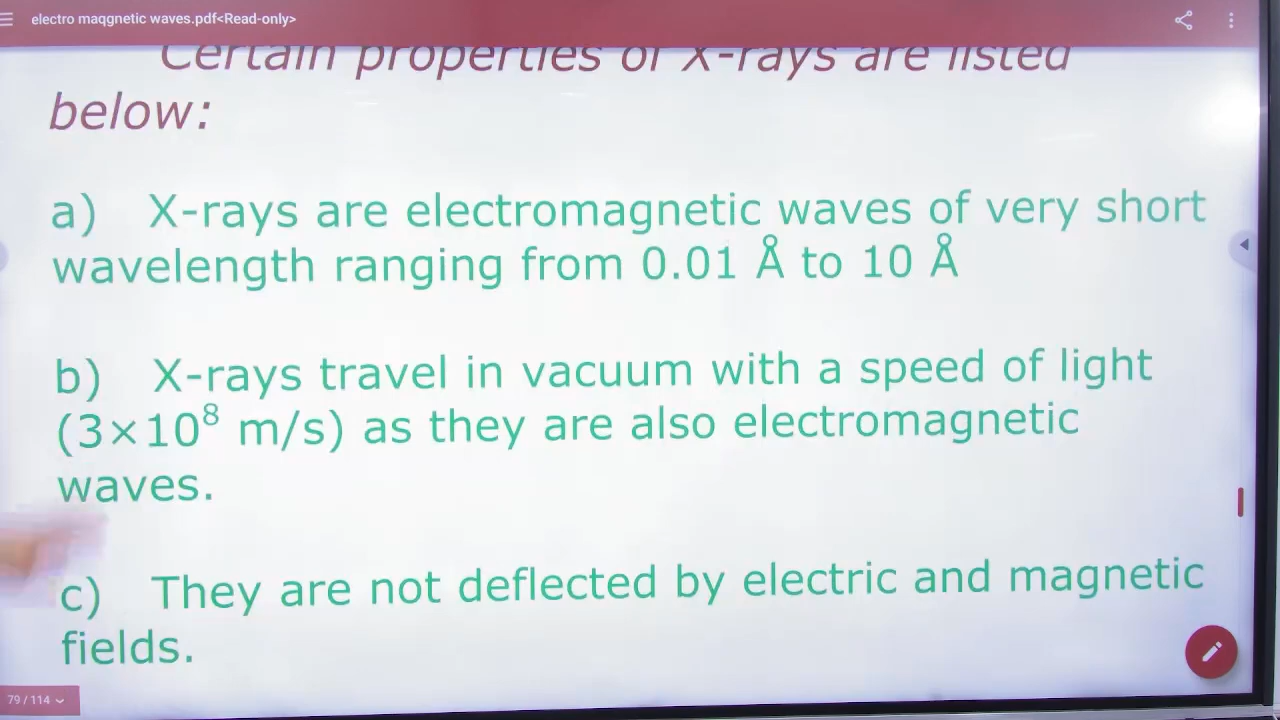 electro maqgnetic waves.pdf<Read-only>
Certain properties of X-rays are listed
below:
a) X-rays are electromagnetic waves of very short
wavelength ranging from 0.01 Å to 10 Å
b) X-rays travel in vacuum with a speed of light
(3×10⁸ m/s) as they are also electromagnetic
waves.
c) They are not deflected by electric and magnetic
fields.
79 / 114